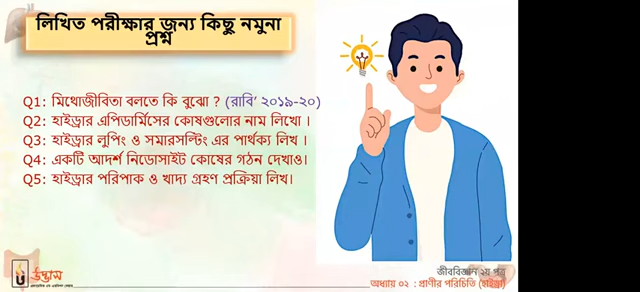 লিখিত পরীক্ষার জন্য কিছু নমুনা
প্রশ্ন
Q1: মিথোজীবিতা বলতে কি বুঝো ? (রাবি’ ২০১৯-২০)
Q2: হাইড্রার এপিডার্মিসের কোষগুলোর নাম লিখো ।
Q3: হাইড্রার লুপিং ও সমারসল্টিং এর পার্থক্য লিখ ।
Q4: একটি আদর্শ নিডোসাইট কোষের গঠন দেখাও।
Q5: হাইড্রার পরিপাক ও খাদ্য গ্রহণ প্রক্রিয়া লিখ।
উদ্ভাস
জীববিজ্ঞান ২য় পত্র
অধ্যায় ০২ : প্রাণীর পরিচিতি (হাইড্রা)